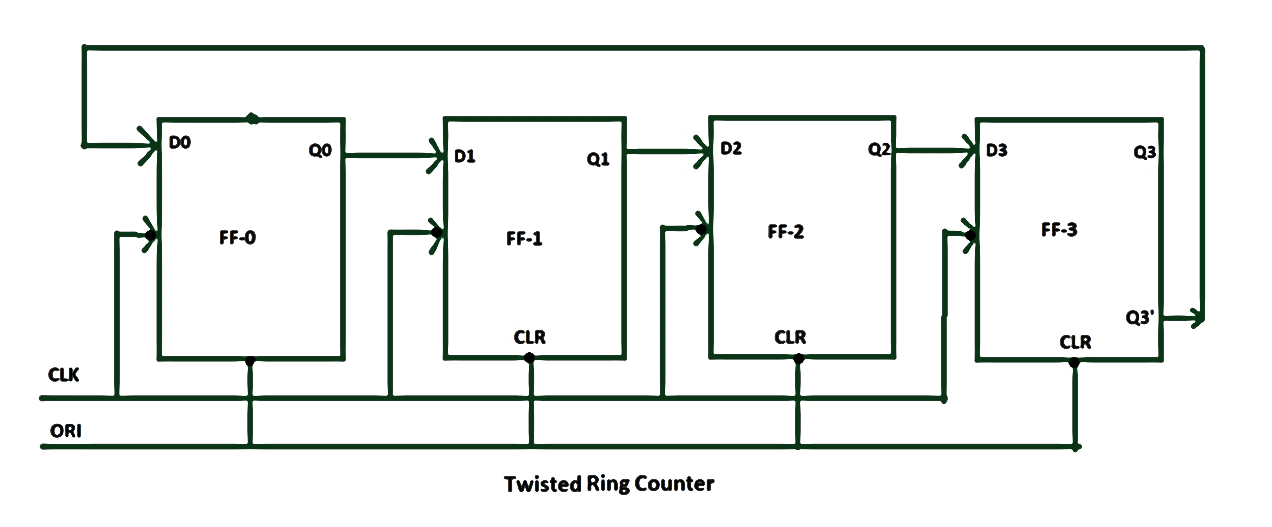 D0
Q0
FF-0
D1
Q1
FF-1
CLR
D2
Q2
FF-2
CLR
D3
Q3
FF-3
Q3'
CLR
CLK
ORI
Twisted Ring Counter